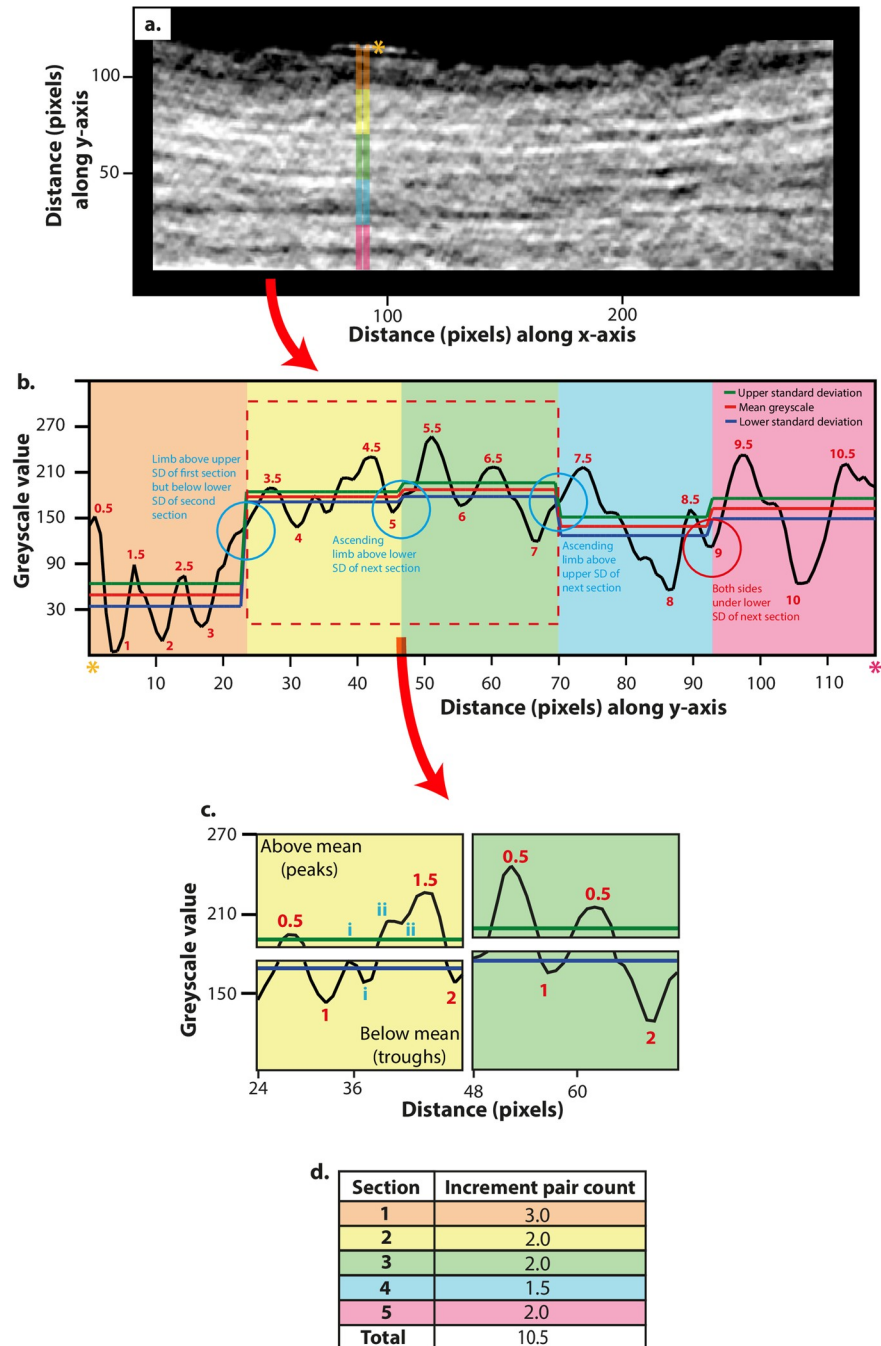 a.
*
Distance (pixels)
along y-axis
100
50
100
200
Distance (pixels) along x-axis
b.
Greyscale value
270
210
150
90
30
Upper standard deviation
Mean greyscale
Lower standard deviation
Limb above upper
SD of first section
but below lower
SD of second
section
Ascending
limb above lower
SD of next section
Ascending
limb above
upper SD of
next section
Both sides
under lower
SD of next section
0.5
1
1.5
2
2.5
3
3.5
4
4.5
5
5.5
6
6.5
7
7.5
8
8.5
9
9.5
10
10.5
*
10
20
30
40
50
60
70
80
90
100
110
*
Distance (pixels) along y-axis
c.
Greyscale value
270
210
150
Above mean
(peaks)
0.5
i
ii
ii
1.5
1
i
2
Below mean
(troughs)
0.5
0.5
1
2
24
36
48
60
Distance (pixels)
d.
Section Increment pair count
1 3.0
2 2.0
3 2.0
4 1.5
5 2.0
Total 10.5